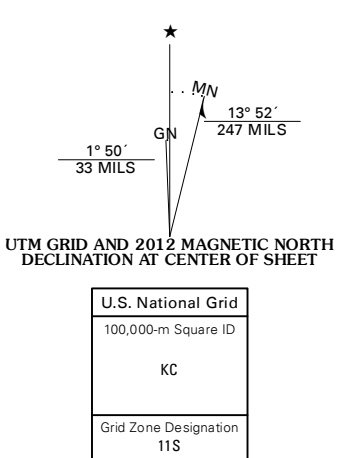 ★
MN
13° 52´
247 MILS
GN
1° 50´
33 MILS
UTM GRID AND 2012 MAGNETIC NORTH
DECLINATION AT CENTER OF SHEET
U.S. National Grid
100,000-m Square ID
KC
Grid Zone Designation
11S